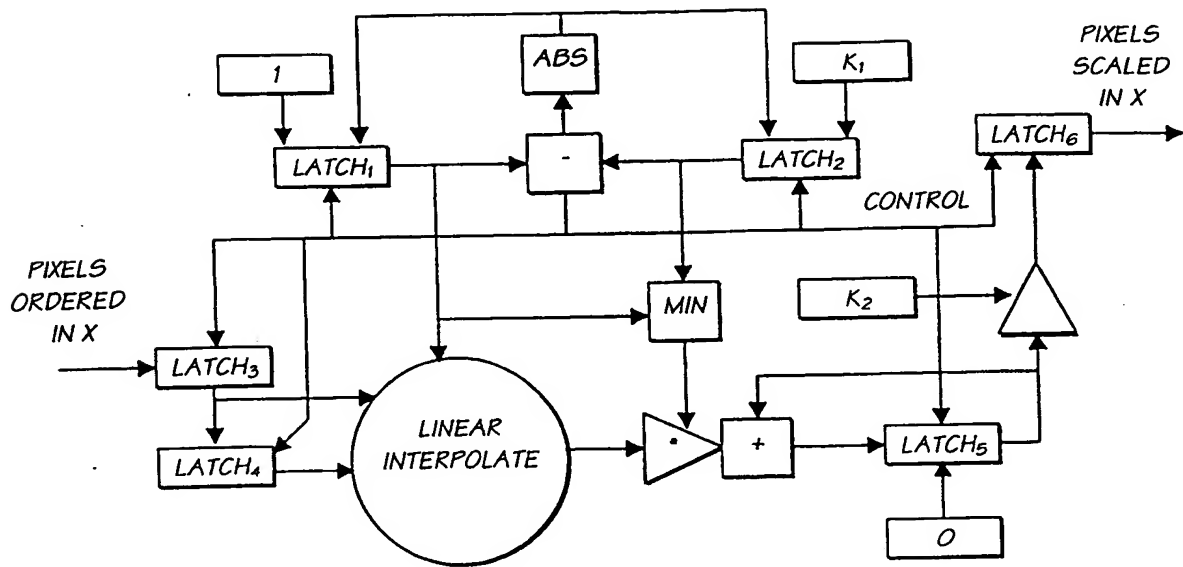 PIXELS
SCALED
IN X
ABS
1
K₁
LATCH₁
-
LATCH₂
LATCH₆
CONTROL
PIXELS
ORDERED
IN X
K₂
MIN
LATCH₃
LINEAR
INTERPOLATE
LATCH₄
+
LATCH₅
0